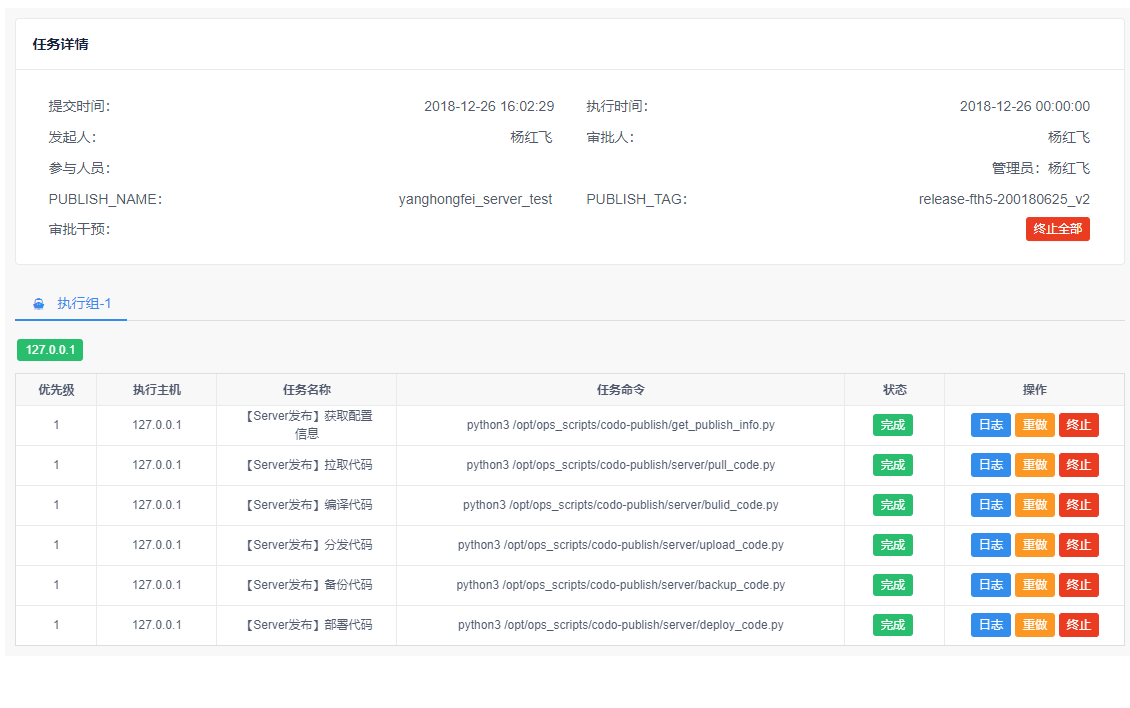 任务详情
提交时间: 2018-12-26 16:02:29 执行时间: 2018-12-26 00:00:00
发起人: 杨红飞 审批人: 杨红飞
参与人员: 管理员: 杨红飞
PUBLISH_NAME: yanghongfei_server_test PUBLISH_TAG: release-fth5-200180625_v2
审批干预: 终止全部
执行组-1
127.0.0.1
优先级 执行主机 任务名称 任务命令 状态 操作
1 127.0.0.1 【Server发布】获取配置 python3 /opt/ops_scripts/codo-publish/get_publish_info.py 完成 日志 重做 终止
信息
1 127.0.0.1 【Server发布】拉取代码 python3 /opt/ops_scripts/codo-publish/server/pull_code.py 完成 日志 重做 终止
1 127.0.0.1 【Server发布】编译代码 python3 /opt/ops_scripts/codo-publish/server/bulid_code.py 完成 日志 重做 终止
1 127.0.0.1 【Server发布】分发代码 python3 /opt/ops_scripts/codo-publish/server/upload_code.py 完成 日志 重做 终止
1 127.0.0.1 【Server发布】备份代码 python3 /opt/ops_scripts/codo-publish/server/backup_code.py 完成 日志 重做 终止
1 127.0.0.1 【Server发布】部署代码 python3 /opt/ops_scripts/codo-publish/server/deploy_code.py 完成 日志 重做 终止